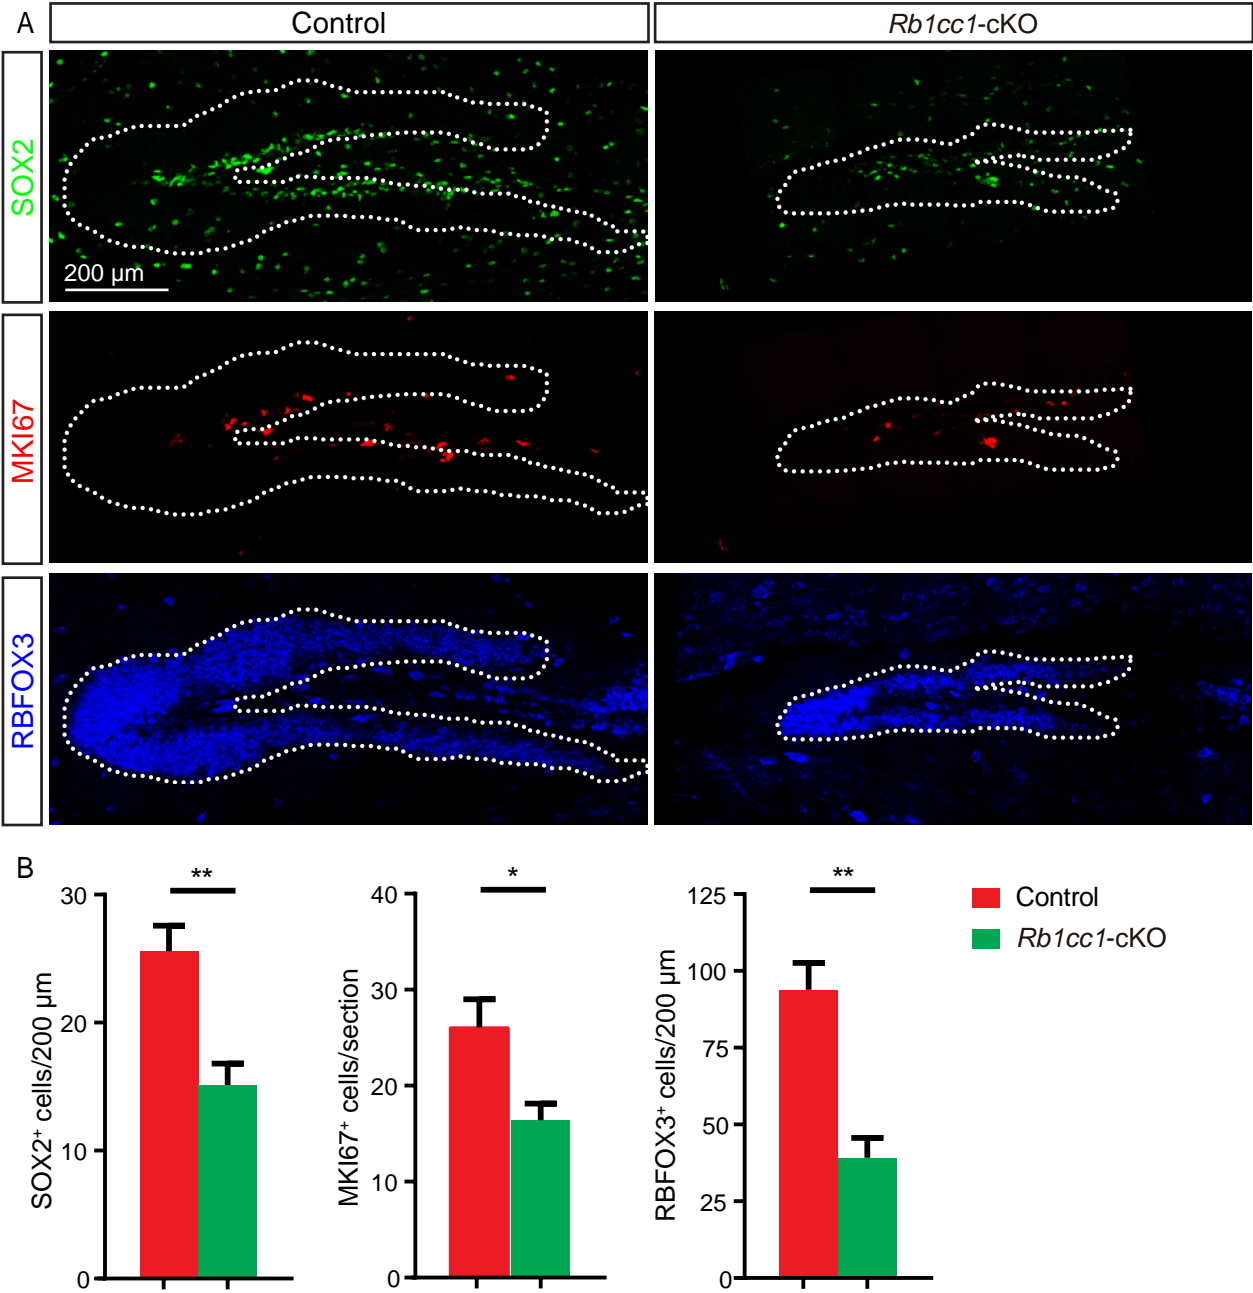 A
Control
Rb1cc1-cKO
SOX2
200 µm
MKI67
RBFOX3
B
**
30
20
10
0
SOX2+ cells/200 µm
*
40
30
20
10
0
MKI67+ cells/section
**
125
100
75
50
25
0
RBFOX3+ cells/200 µm
Control
Rb1cc1-cKO